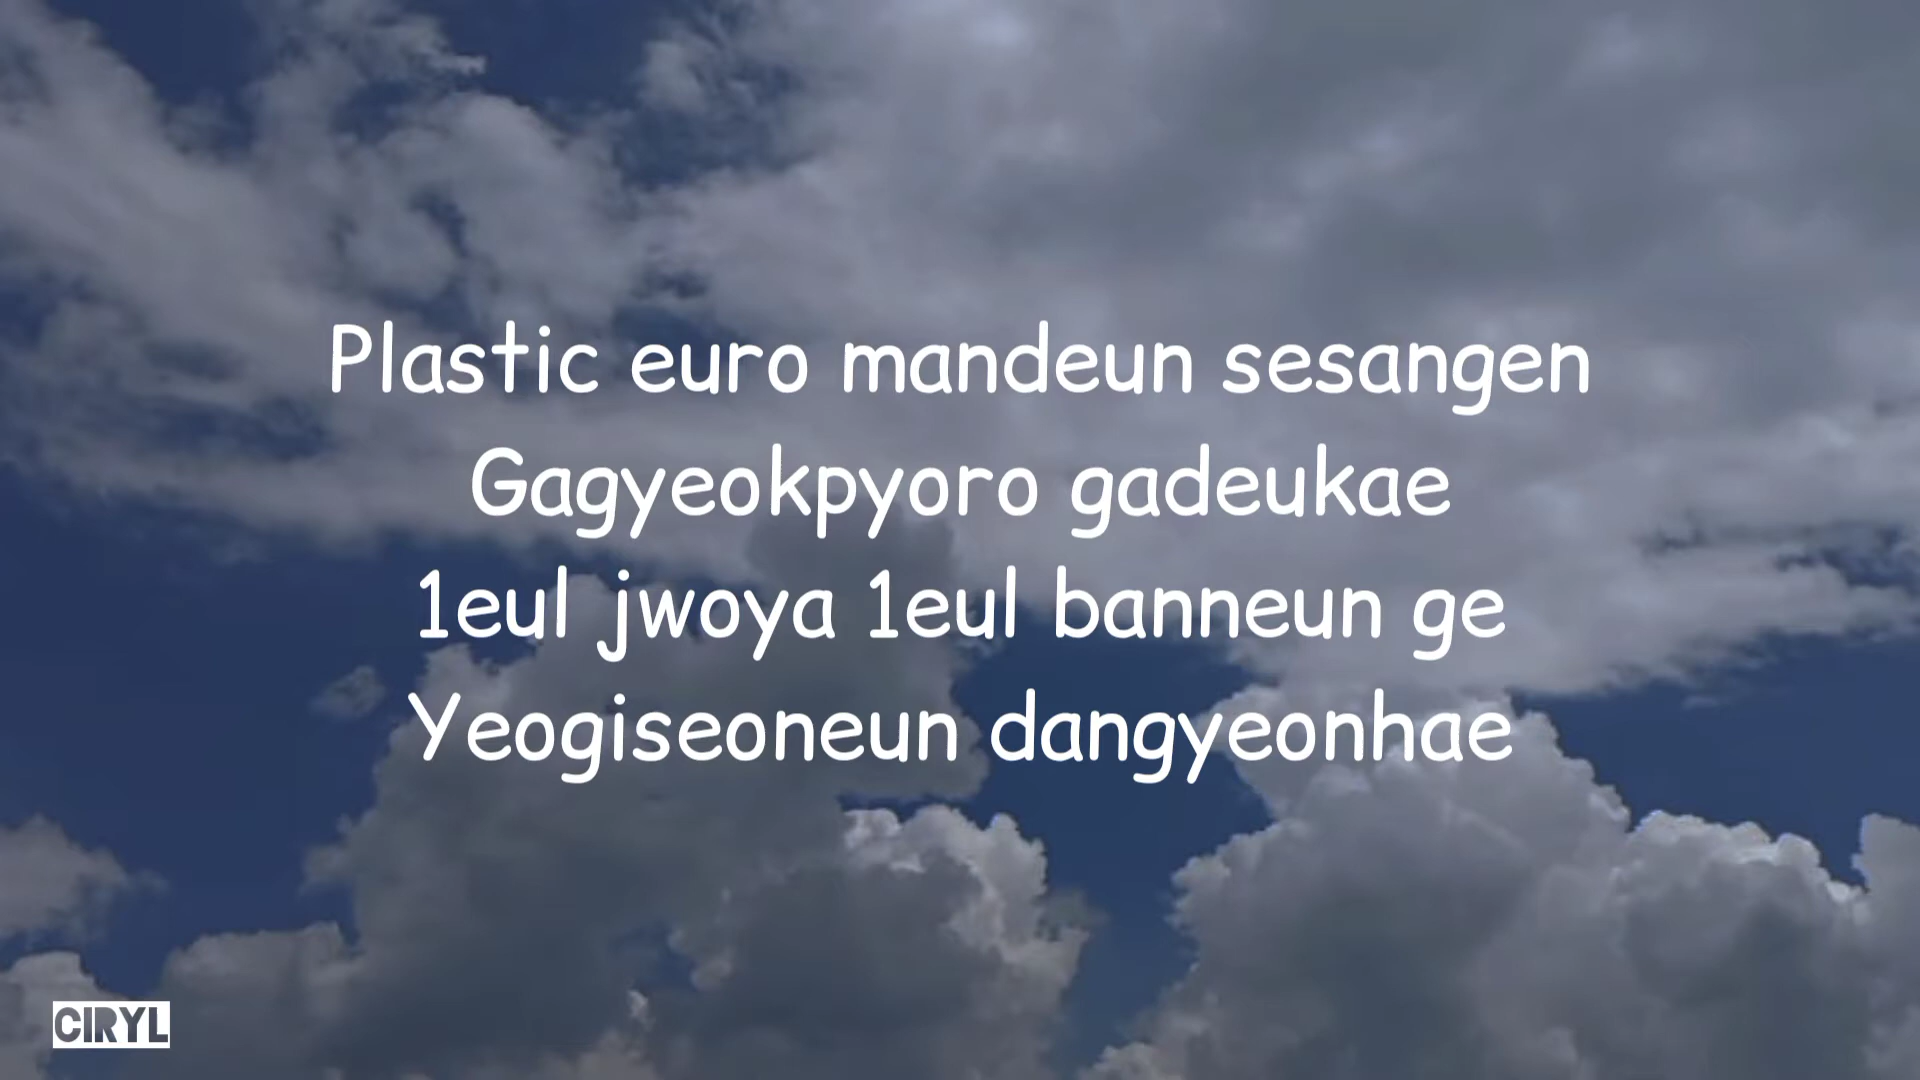 Plastic euro mandeun sesangen
Gagyeokpyoro gadeukae
1eul jwoya 1eul banneun ge
Yeogiseoneun dangyeonhae
CIRYL